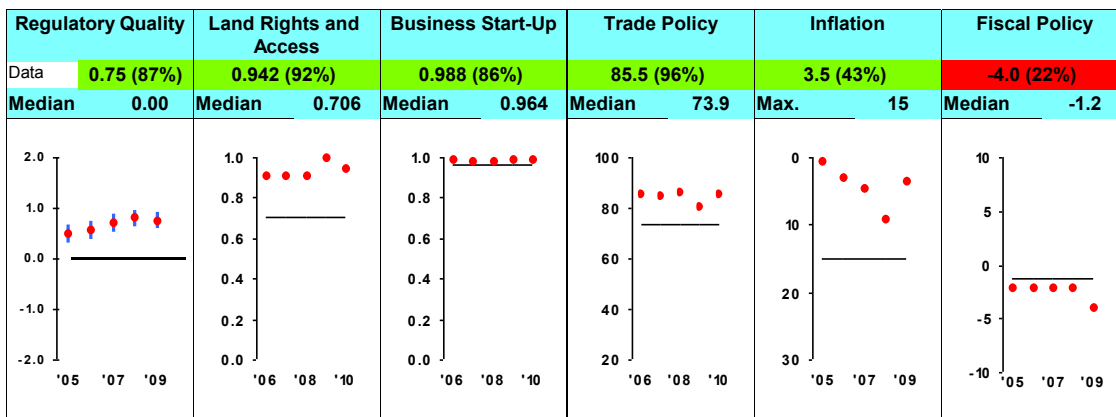 Regulatory Quality
Data 0.75 (87%)
Median 0.00
2.0
1.0
0.0
-1.0
-2.0
'05 '07 '09
Land Rights and
Access
0.942 (92%)
Median 0.706
1.0
0.8
0.6
0.4
0.2
0.0
'06 '08 '10
Business Start-Up
0.988 (86%)
Median 0.964
1.0
0.8
0.6
0.4
0.2
0.0
'06 '08 '10
Trade Policy
85.5 (96%)
Median 73.9
100
80
60
40
20
'06 '08 '10
Inflation
3.5 (43%)
Max. 15
0
10
20
30
'05 '07 '09
Fiscal Policy
-4.0 (22%)
Median -1.2
10
5
0
-5
-10
'05 '07 '09